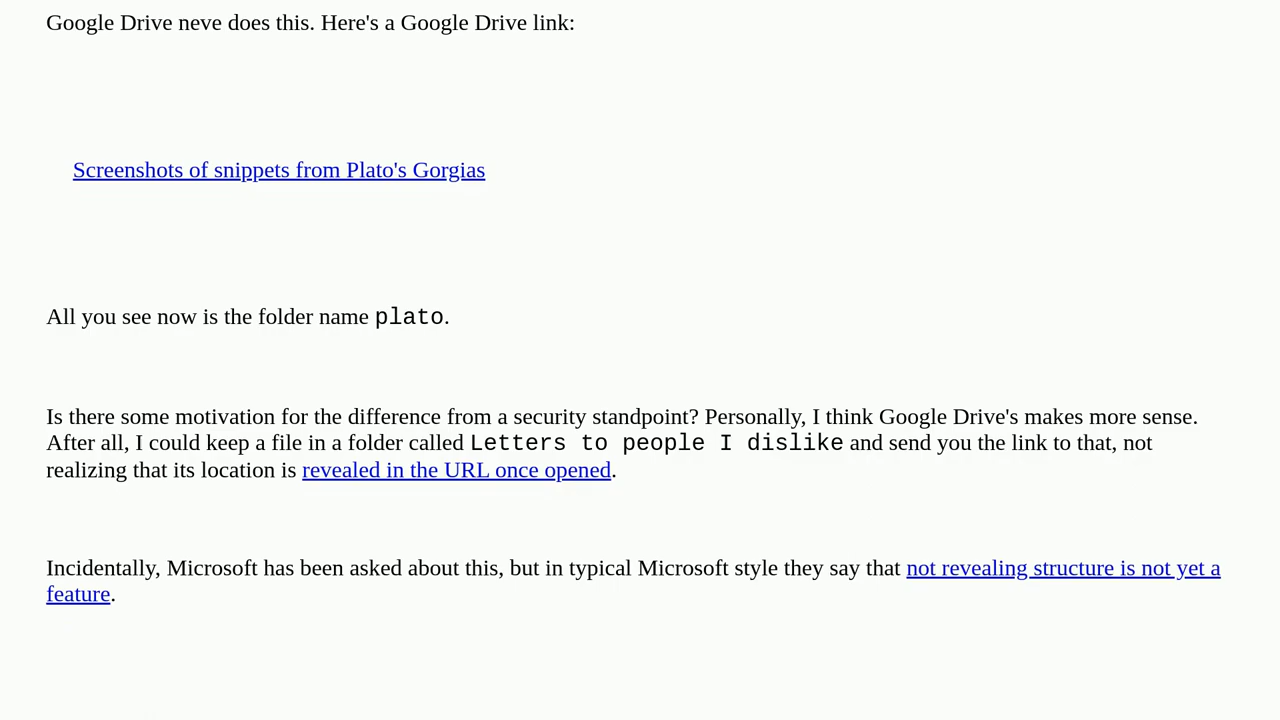 Google Drive neve does this. Here's a Google Drive link:
Screenshots of snippets from Plato's Gorgias
All you see now is the folder name plato.
Is there some motivation for the difference from a security standpoint? Personally, I think Google Drive's makes more sense.
After all, I could keep a file in a folder called Letters to people I dislike and send you the link to that, not
realizing that its location is revealed in the URL once opened.
Incidentally, Microsoft has been asked about this, but in typical Microsoft style they say that not revealing structure is not yet a
feature.